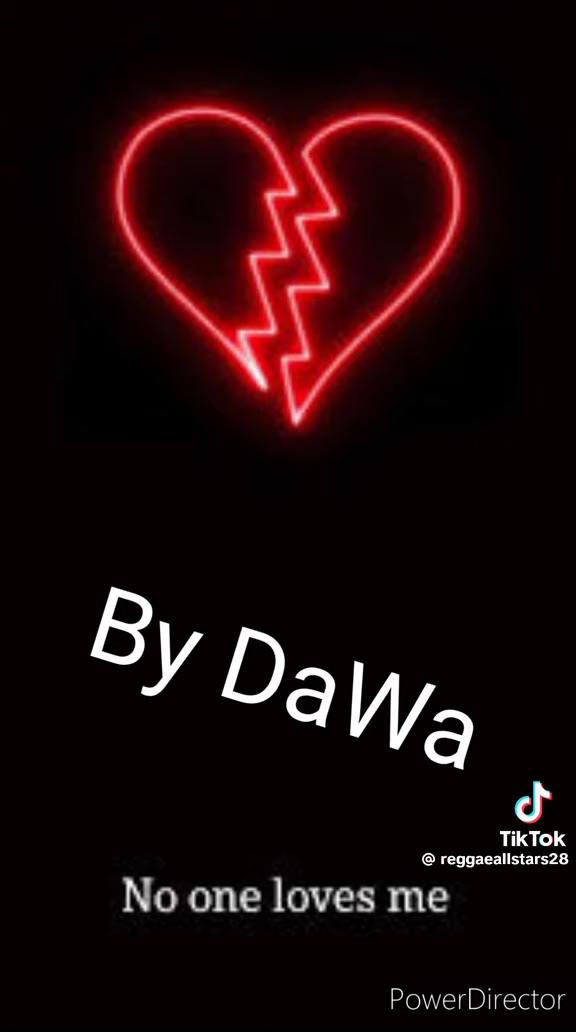 By DaWa
TikTok
@ reggaeallstars28
No one loves me
PowerDirector